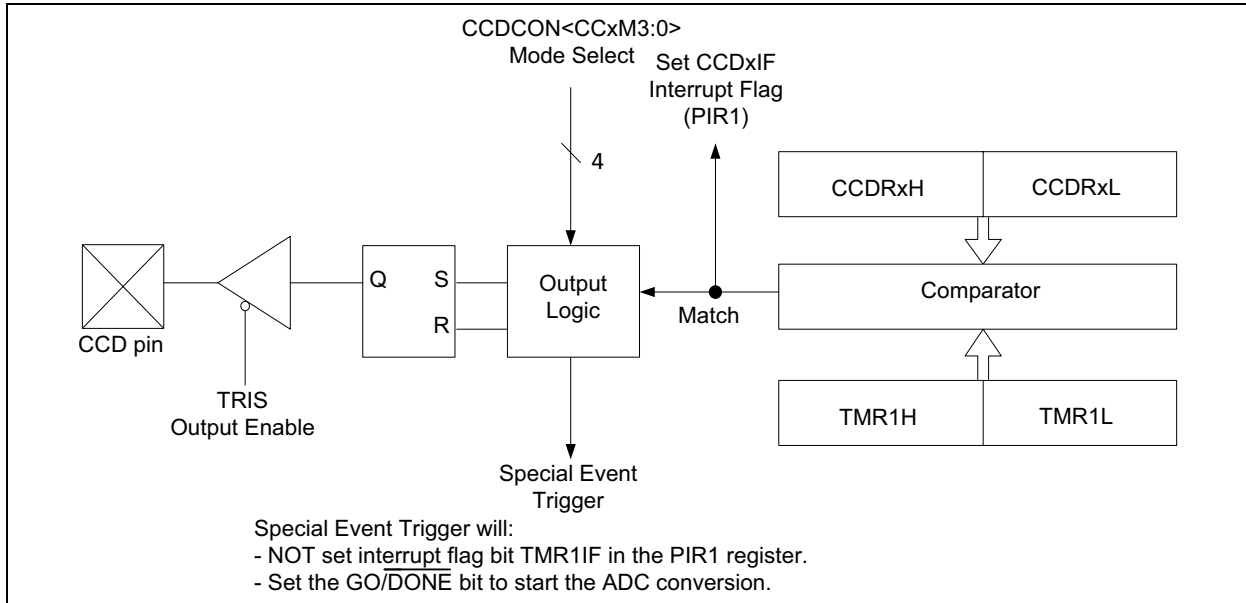 CCDCON<CCxM3:0>
Mode Select
Set CCDxIF
Interrupt Flag
(PIR1)
4
CCDRxH
CCDRxL
Q
S
R
Output
Logic
Match
Comparator
CCD pin
TRIS
Output Enable
TMR1H
TMR1L
Special Event
Trigger
Special Event Trigger will:
- NOT set interrupt flag bit TMR1IF in the PIR1 register.
- Set the GO/DONE bit to start the ADC conversion.